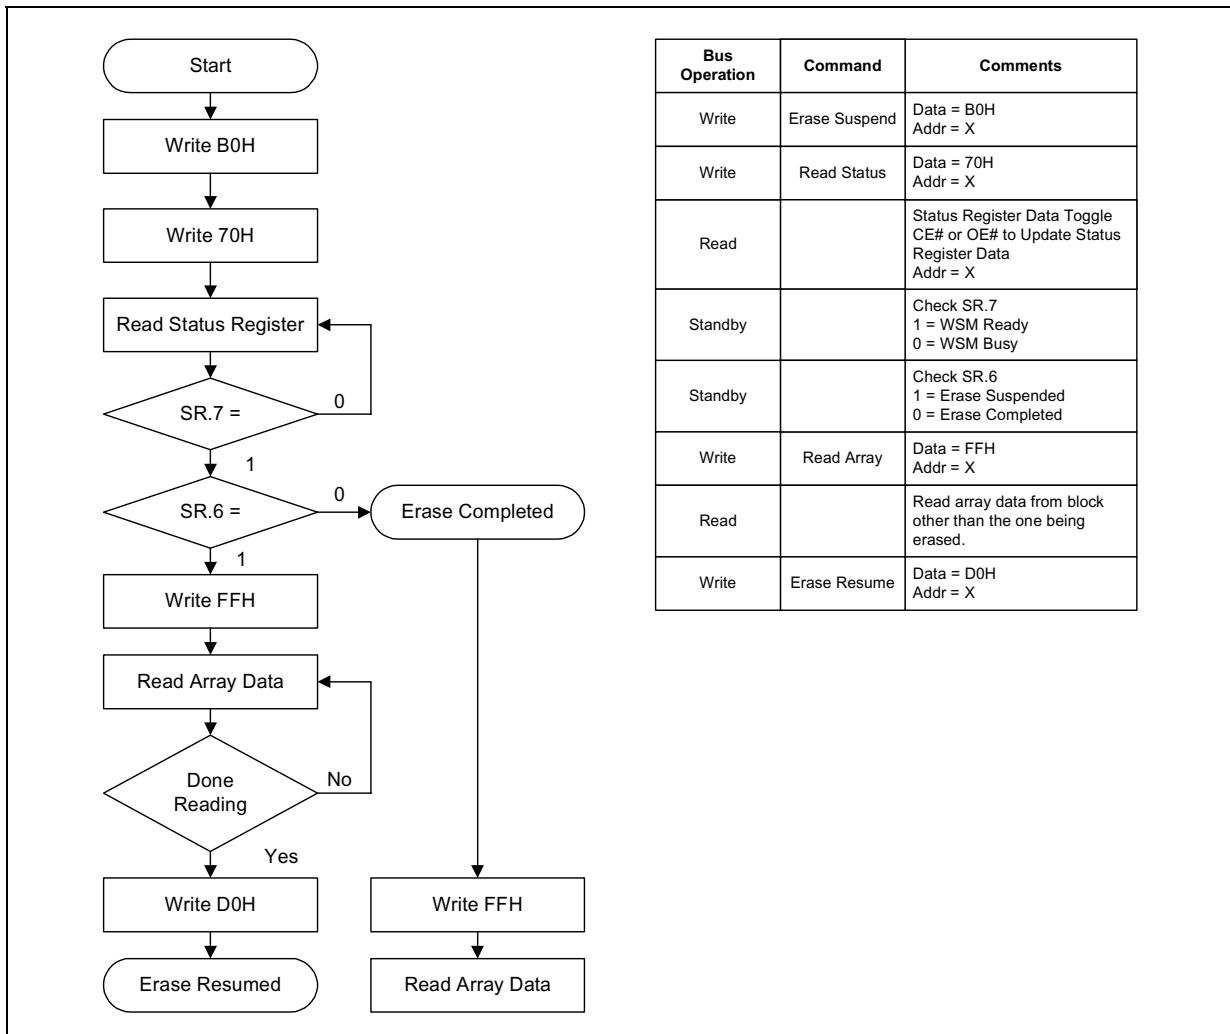 Start
Write B0H
Write 70H
Read Status Register
SR.7 =
0
1
SR.6 =
0
Erase Completed
1
Write FFH
Read Array Data
Done
Reading
No
Yes
Write D0H
Write FFH
Erase Resumed
Read Array Data
Bus
Operation
Command
Comments
Write
Erase Suspend
Data = B0H
Addr = X
Write
Read Status
Data = 70H
Addr = X
Read
Status Register Data Toggle
CE# or OE# to Update Status
Register Data
Addr = X
Standby
Check SR.7
1 = WSM Ready
0 = WSM Busy
Standby
Check SR.6
1 = Erase Suspended
0 = Erase Completed
Write
Read Array
Data = FFH
Addr = X
Read
Read array data from block
other than the one being
erased.
Write
Erase Resume
Data = D0H
Addr = X